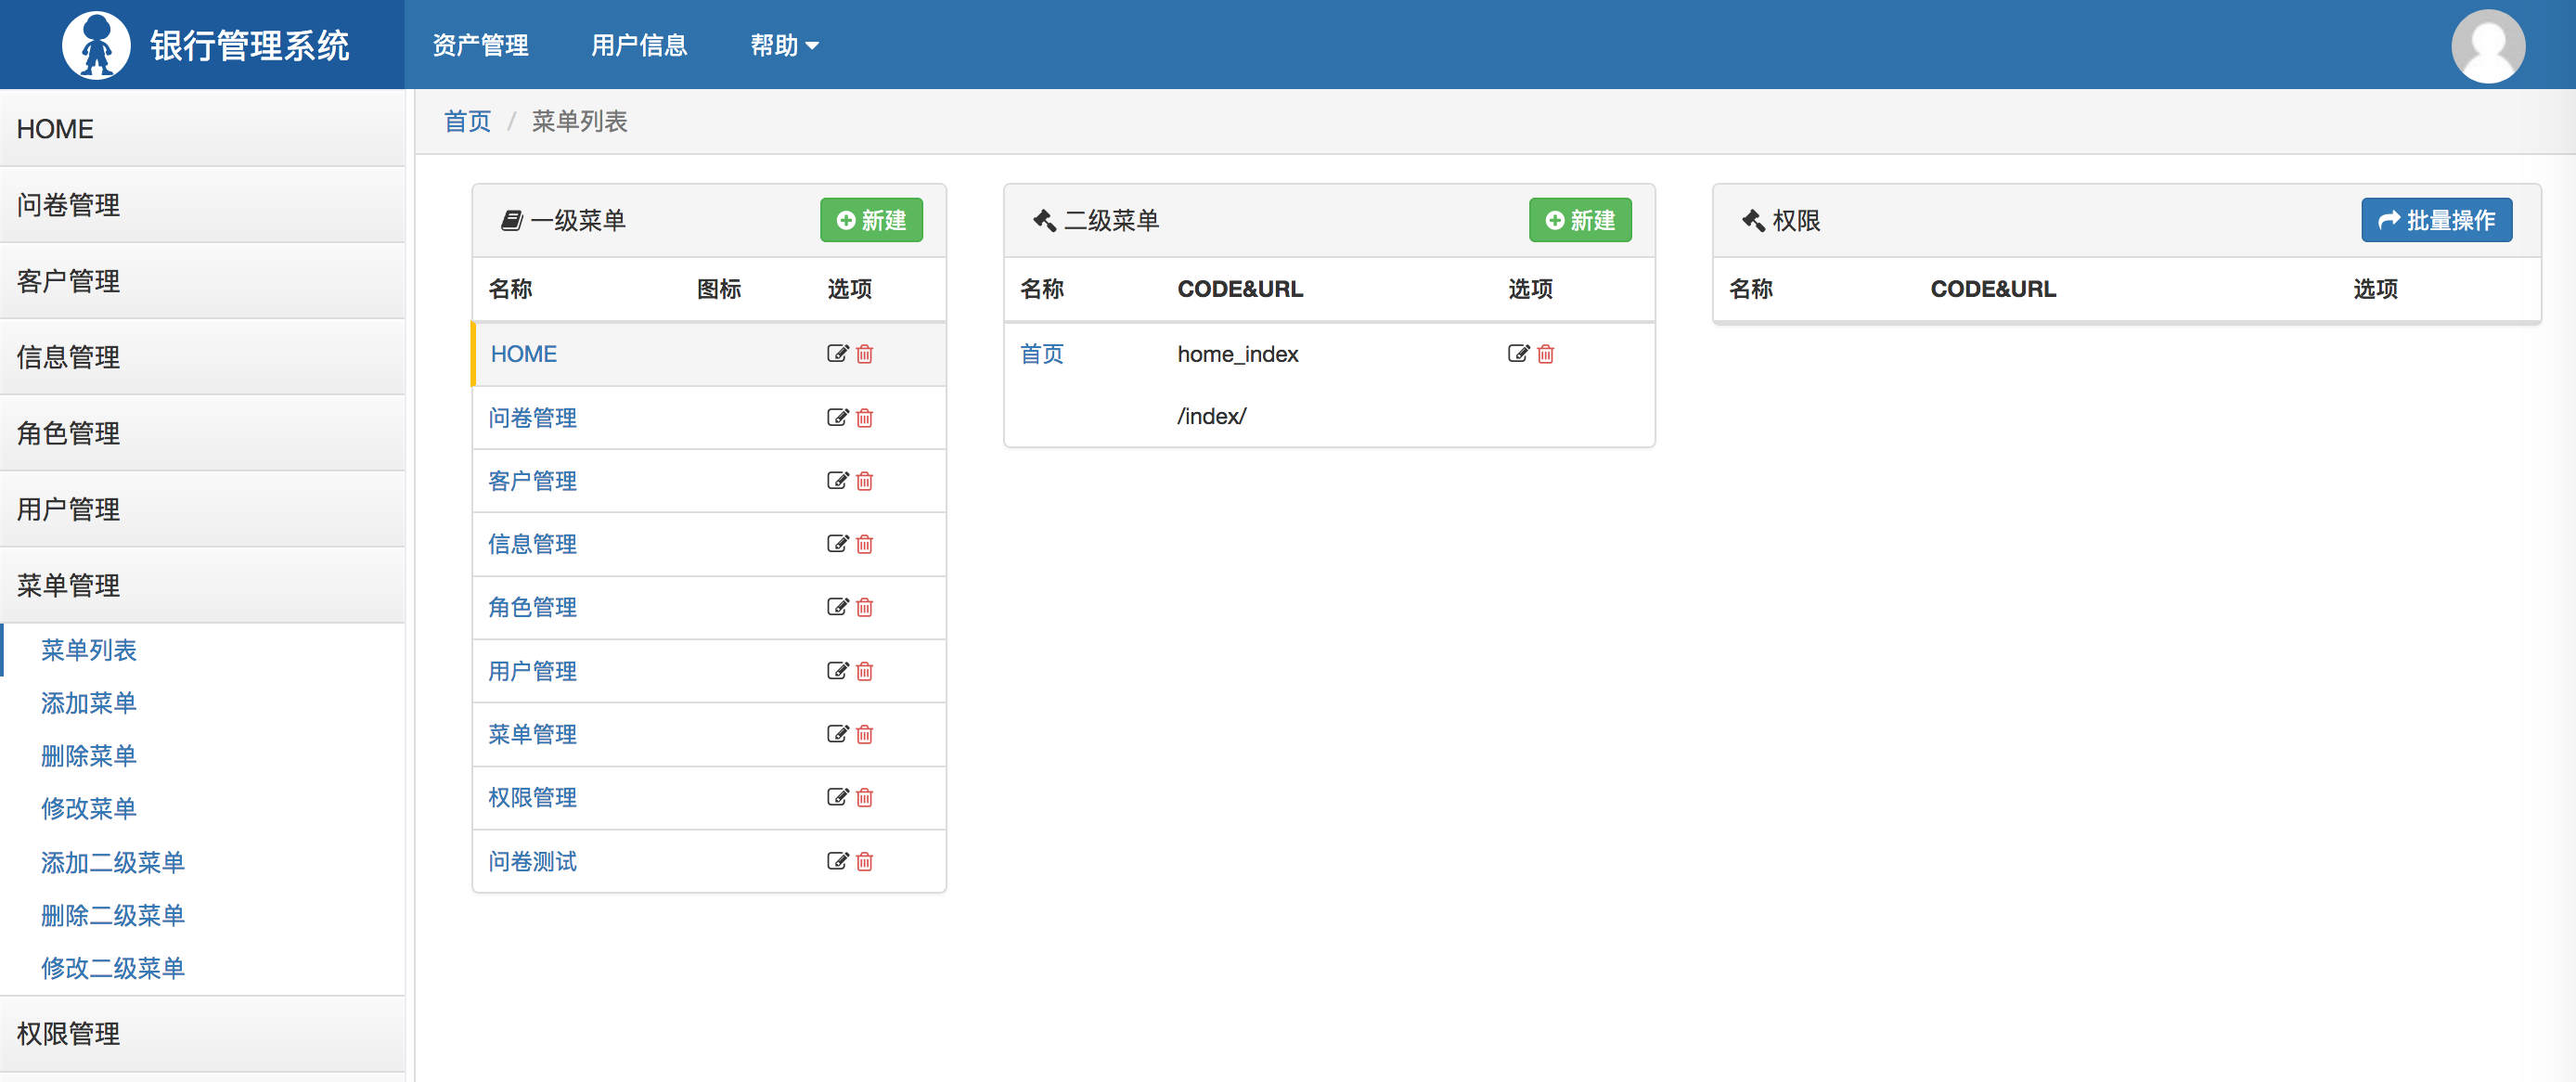 银行管理系统 资产管理 用户信息 帮助
HOME
问卷管理
客户管理
信息管理
角色管理
用户管理
菜单管理
菜单列表
添加菜单
删除菜单
修改菜单
添加二级菜单
删除二级菜单
修改二级菜单
权限管理
首页 / 菜单列表
一级菜单 新建
名称 图标 选项
HOME
问卷管理
客户管理
信息管理
角色管理
用户管理
菜单管理
权限管理
问卷测试
二级菜单 新建
名称 CODE&URL 选项
首页 home_index
/index/
权限 批量操作
名称 CODE&URL 选项